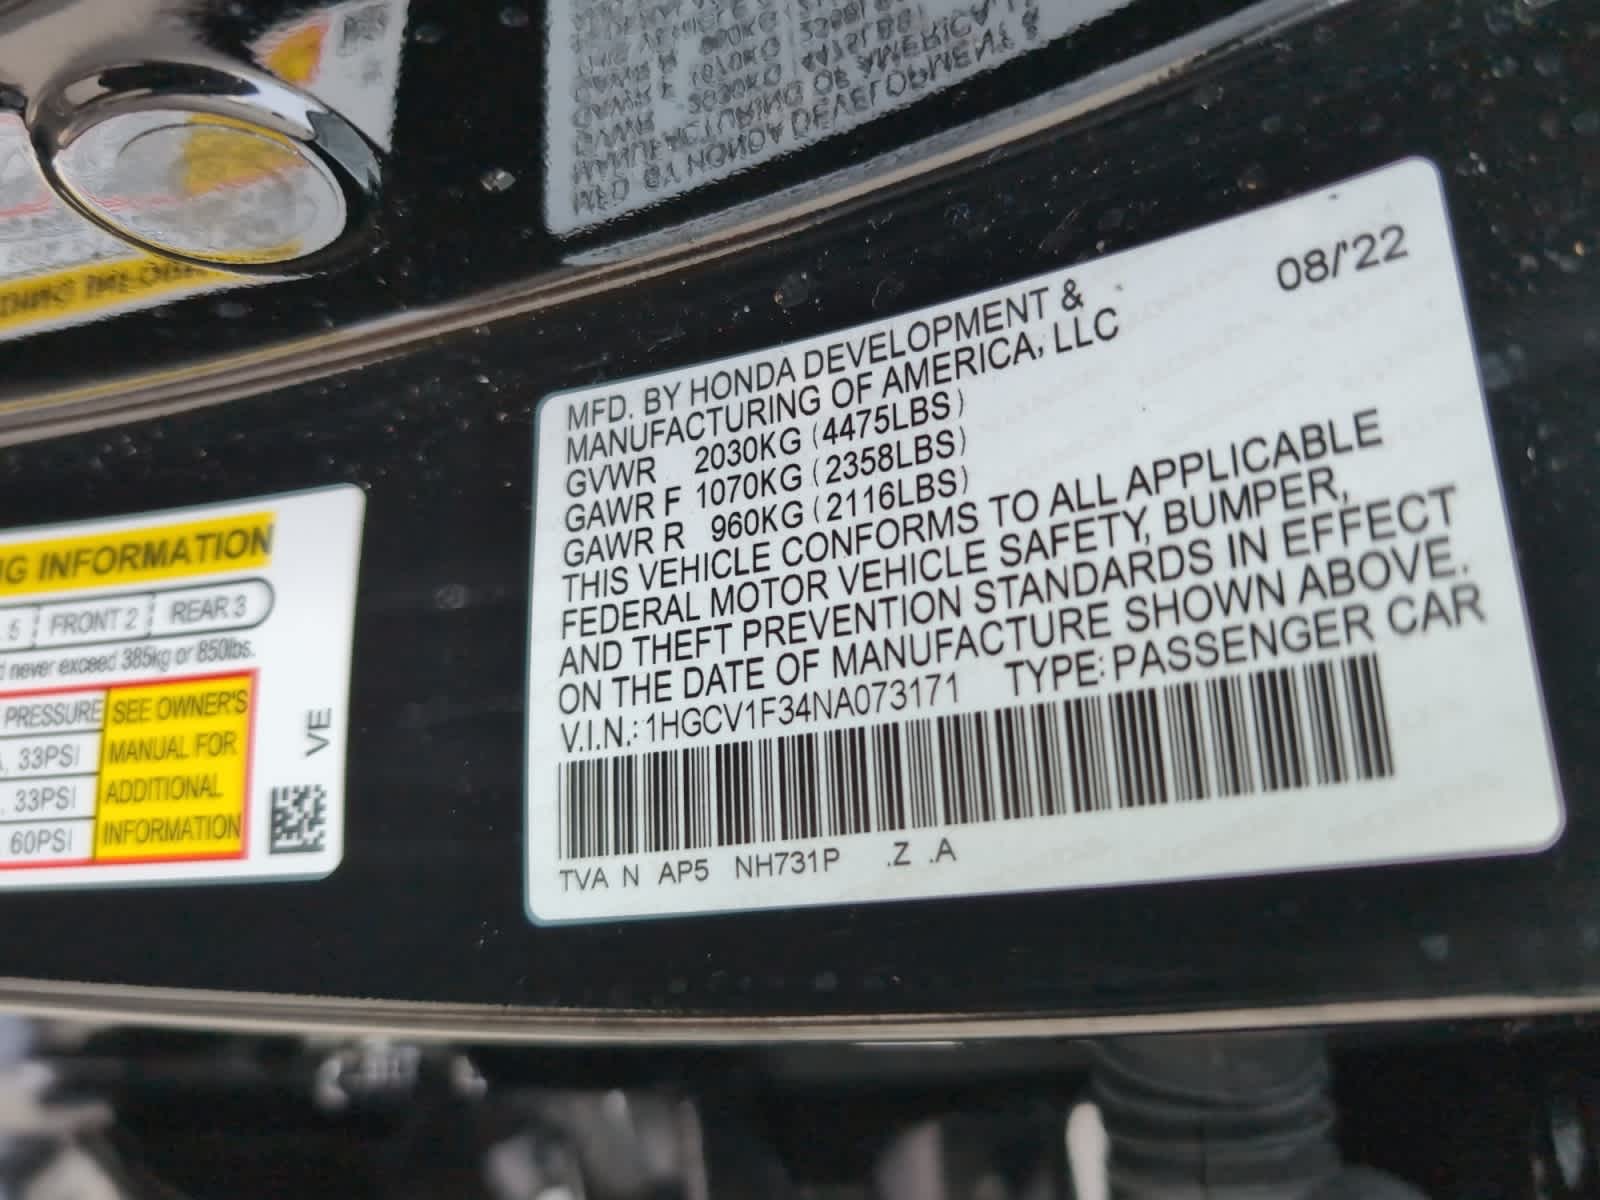 08/'22
MFD. BY HONDA DEVELOPMENT &
MANUFACTURING OF AMERICA, LLC
GVWR 2030KG (4475LBS)
GAWR F 1070KG (2358LBS)
GAWR R 960KG (2116LBS)
THIS VEHICLE CONFORMS TO ALL APPLICABLE
FEDERAL MOTOR VEHICLE SAFETY, BUMPER,
AND THEFT PREVENTION STANDARDS IN EFFECT
ON THE DATE OF MANUFACTURE SHOWN ABOVE.
V.I.N.: 1HGCV1F34NA073171 TYPE: PASSENGER CAR
TVA N AP5 NH731P .Z .A
INFORMATION
5 FRONT 2 REAR 3
never exceed 385kg or 850lbs.
PRESSURE
33PSI
33PSI
60PSI
SEE OWNER'S
MANUAL FOR
ADDITIONAL
INFORMATION
VE